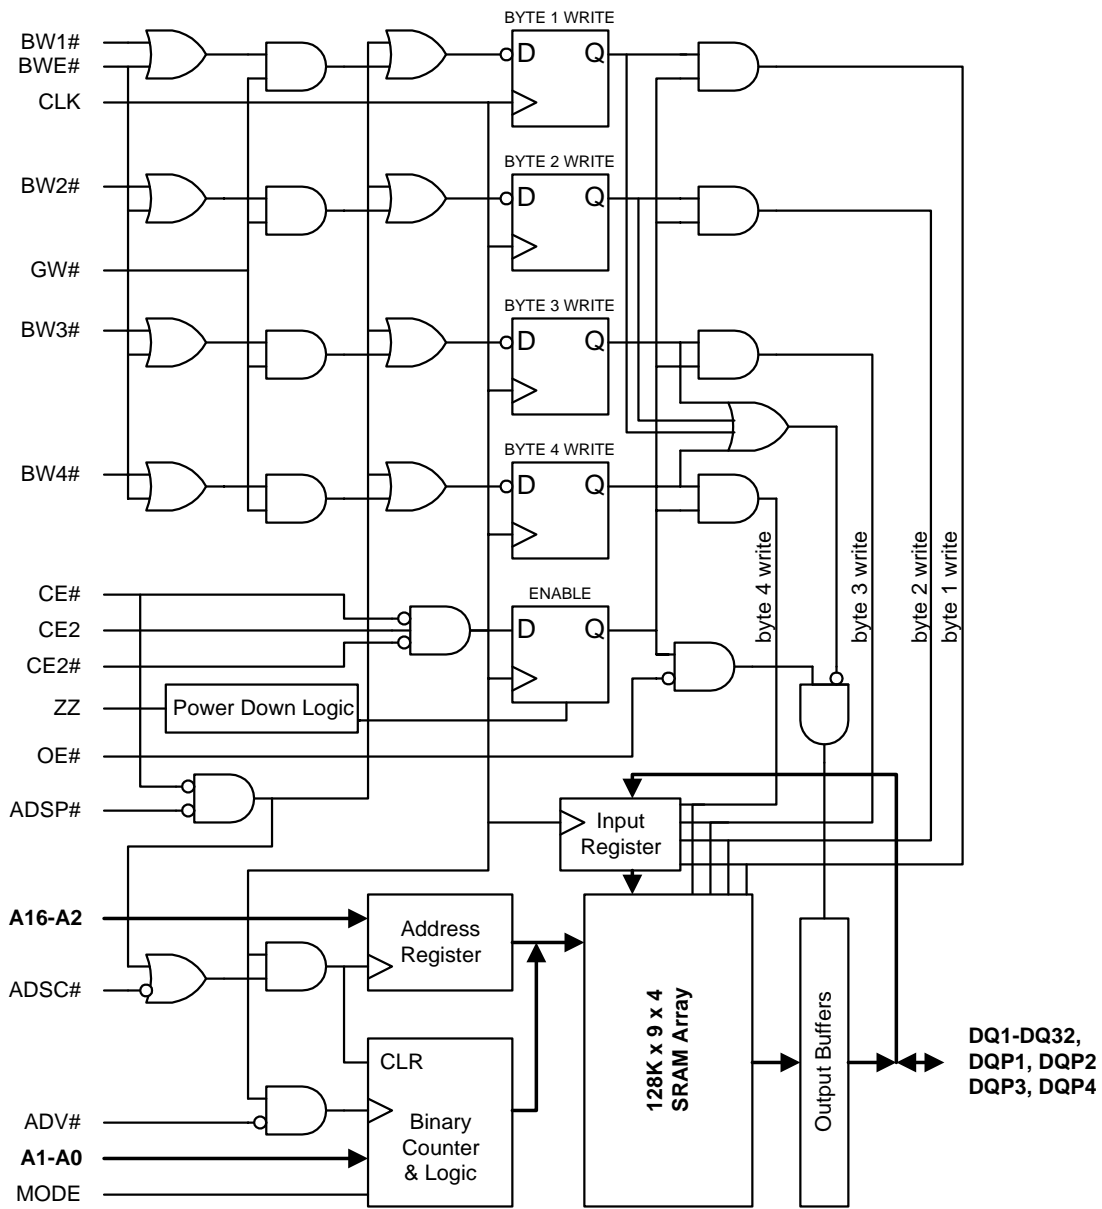 BYTE 1 WRITE
BW1#
BWE#
D
Q
CLK
BYTE 2 WRITE
BW2#
D
Q
GW#
BYTE 3 WRITE
BW3#
D
Q
BYTE 4 WRITE
BW4#
D
Q
byte 4 write
byte 3 write
byte 2 write
byte 1 write
CE#
ENABLE
CE2
D
Q
CE2#
ZZ
Power Down Logic
OE#
ADSP#
Input
Register
A16-A2
Address
Register
ADSC#
128K x 9 x 4
SRAM Array
Output Buffers
DQ1-DQ32,
DQP1, DQP2
DQP3, DQP4
CLR
ADV#
Binary
Counter
& Logic
A1-A0
MODE